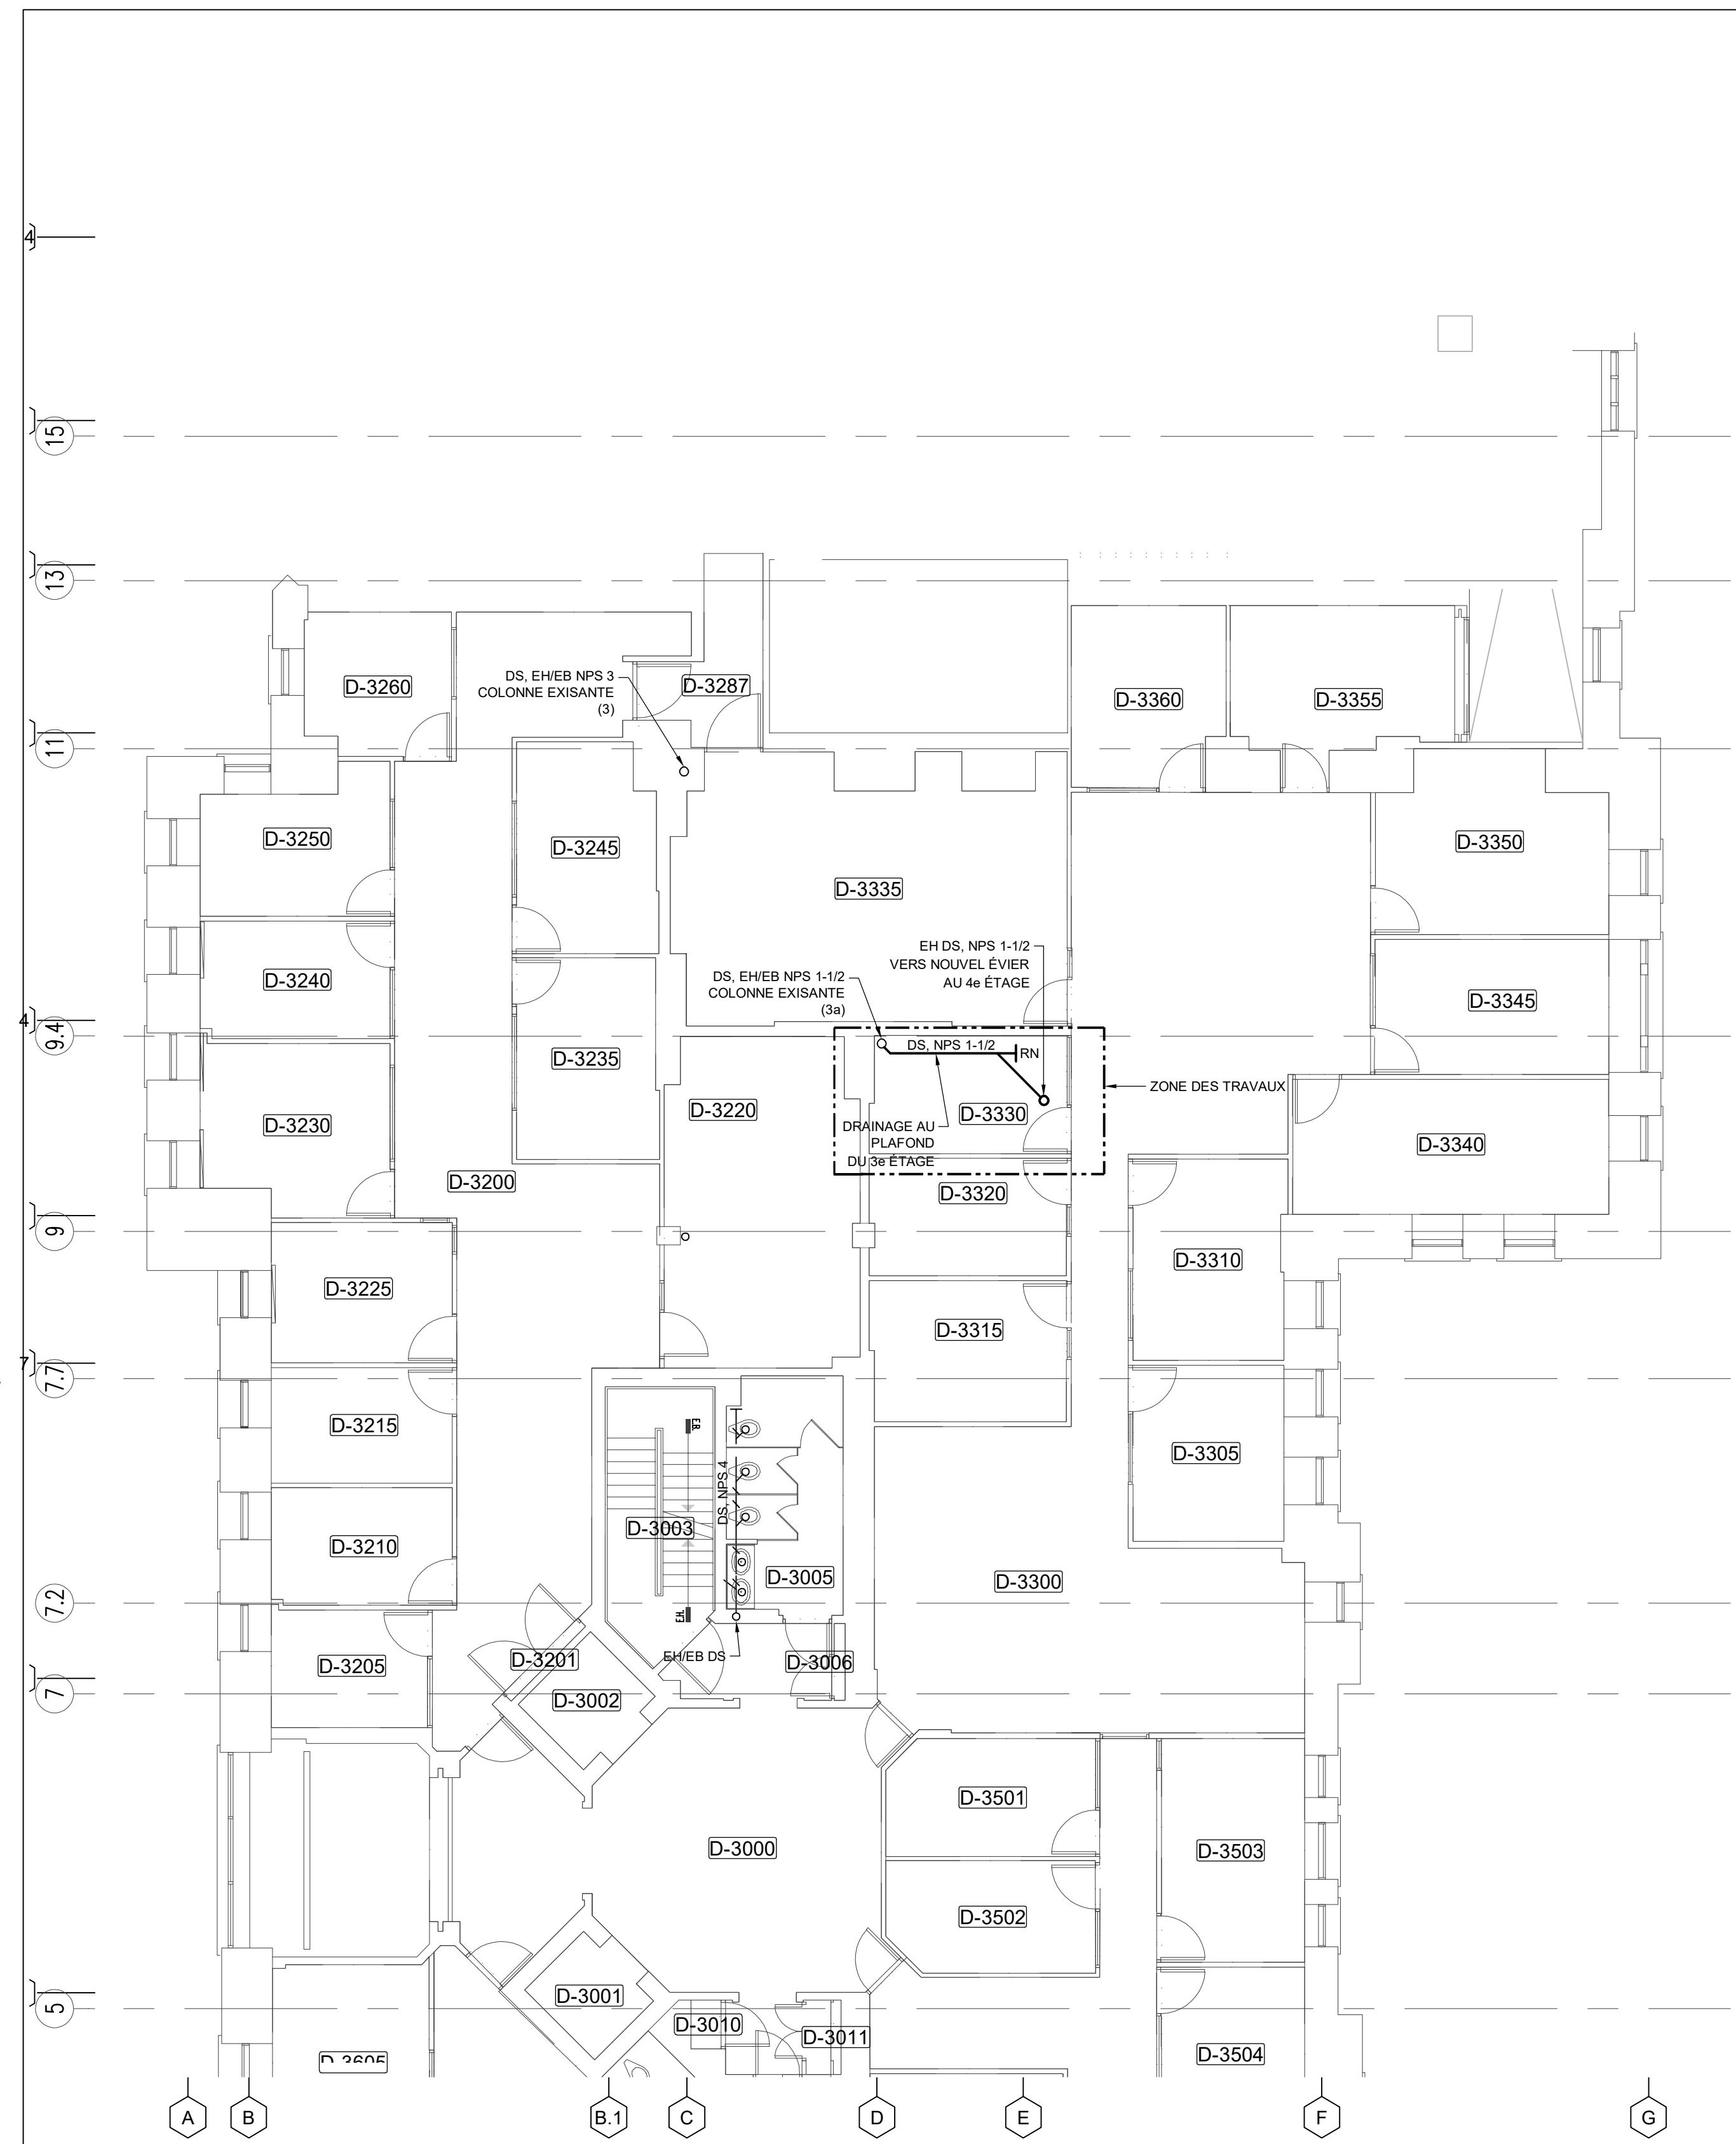 4
15
13
DS, EH/EB NPS 3
COLONNE EXISANTE
(3)
D-3260
D-3287
D-3360
D-3355
11
D-3250
D-3245
D-3335
D-3350
EH DS, NPS 1-1/2
VERS NOUVEL ÉVIER
AU 4e ÉTAGE
DS, EH/EB NPS 1-1/2
COLONNE EXISANTE
(3a)
D-3240
D-3345
4
9.4
D-3235
DS, NPS 1-1/2
RN
ZONE DES TRAVAUX
D-3230
D-3220
D-3330
DRAINAGE AU
PLAFOND
DU 3e ÉTAGE
D-3340
D-3200
D-3320
9
D-3225
D-3310
D-3315
7
7.7
D-3215
E.B.
DS, NPS 4
D-3305
D-3003
D-3210
D-3005
D-3300
7.2
E.H.
EH/EB DS
D-3205
D-3201
D-3006
7
D-3002
D-3501
D-3000
D-3503
D-3502
D-3001
5
D-3010
D-3011
D-3605
D-3504
A
B
B.1
C
D
E
F
G